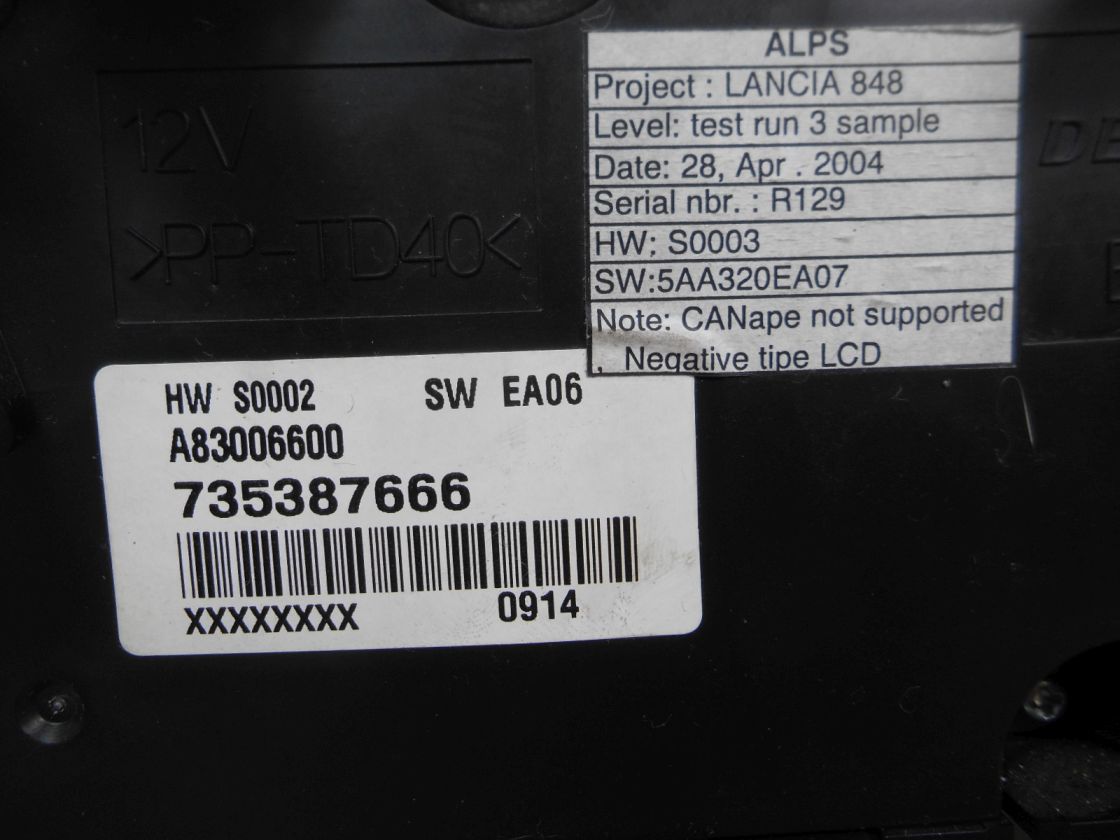 ALPS
Project : LANCIA 848
Level: test run 3 sample
Date: 28, Apr . 2004
Serial nbr. : R129
HW: S0003
SW:5AA320EA07
Note: CANape not supported
, Negative tipe LCD
12V
>PP-TD40<
DE
HW S0002 SW EA06
A83006600
735387666
XXXXXXXX 0914